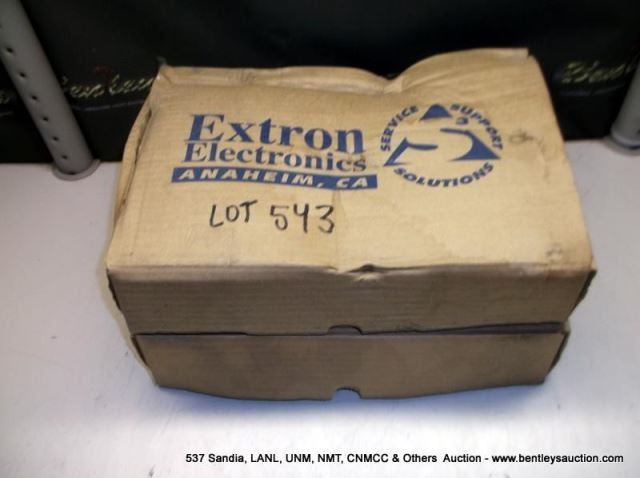 Extron
Electronics
ANAHEIM, CA
SERVICE SUPPORT SOLUTIONS
LOT 543
537 Sandia, LANL, UNM, NMT, CNMCC & Others Auction - www.bentleysauction.com